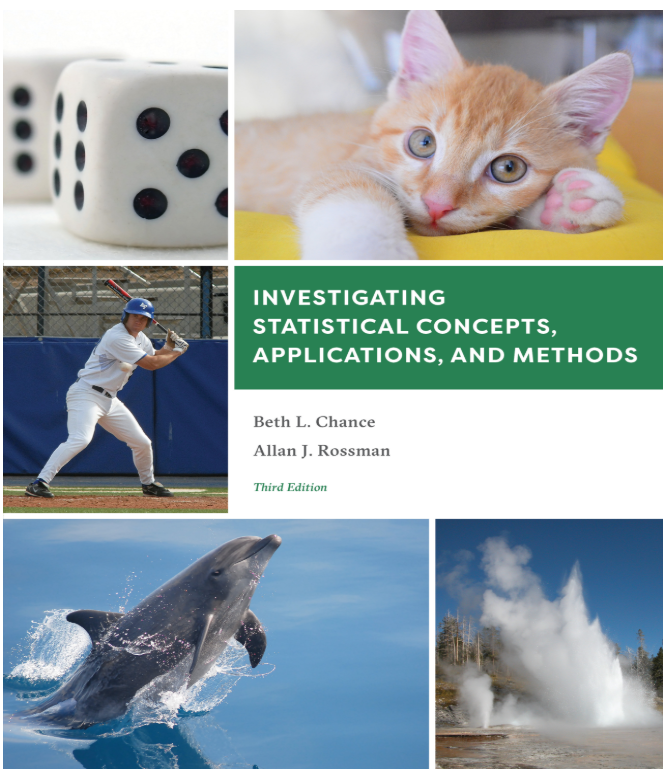 INVESTIGATING
STATISTICAL CONCEPTS,
APPLICATIONS, AND METHODS
Beth L. Chance
Allan J. Rossman
Third Edition